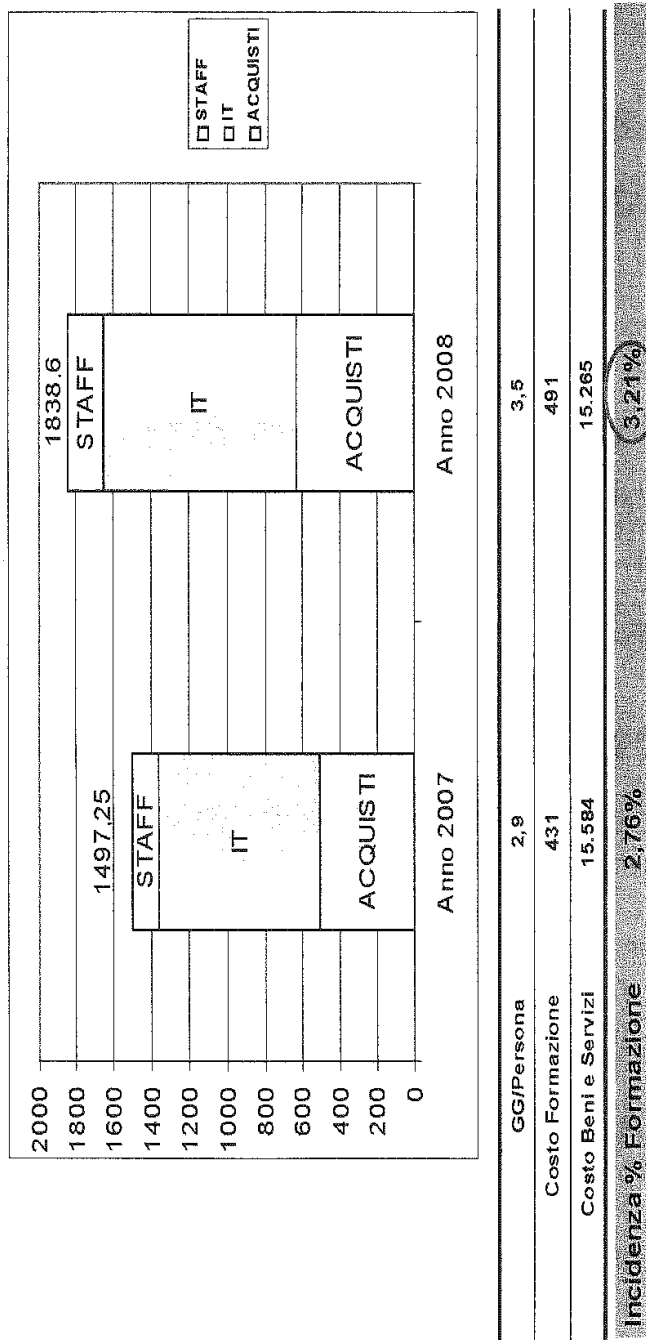 1497,25
1838.6
2000
1800
1600
1400
1200
1000
800
600
400
200
0
STAFF
IT
ACQUISTI
STAFF
IT
ACQUISTI
Anno 2007
Anno 2008
STAFF
IT
ACQUISTI
GG/Persona 2,9 3,5
Costo Formazione 431 491
Costo Beni e Servizi 15.584 15.265
Incidenza % Formazione 2,76% 3,21%